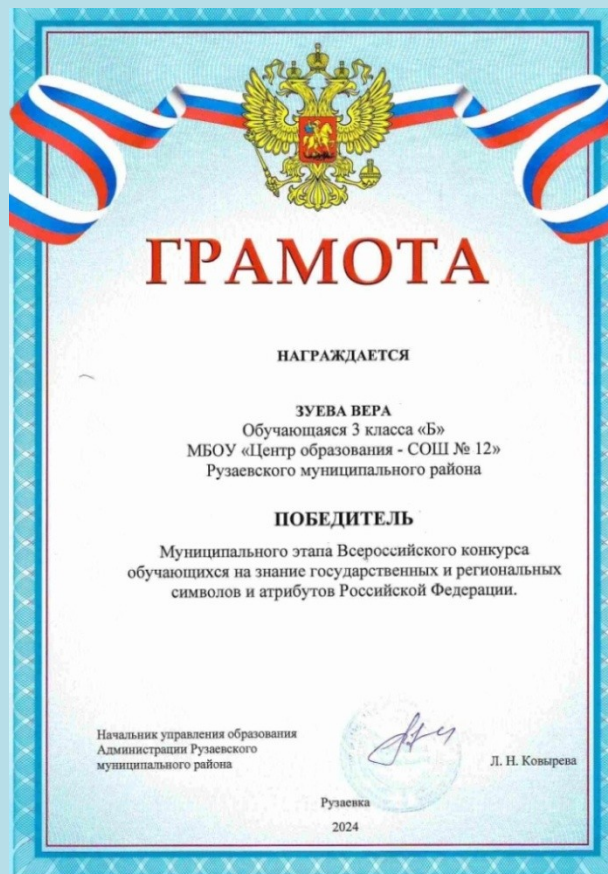 ГРАМОТА
НАГРАЖДАЕТСЯ
ЗУЕВА ВЕРА
Обучающаяся 3 класса «Б»
МБОУ «Центр образования - СОШ № 12»
Рузаевского муниципального района
ПОБЕДИТЕЛЬ
Муниципального этапа Всероссийского конкурса
обучающихся на знание государственных и региональных
символов и атрибутов Российской Федерации.
Начальник управления образования
Администрации Рузаевского
муниципального района
Л. Н. Ковырева
Рузаевка
2024